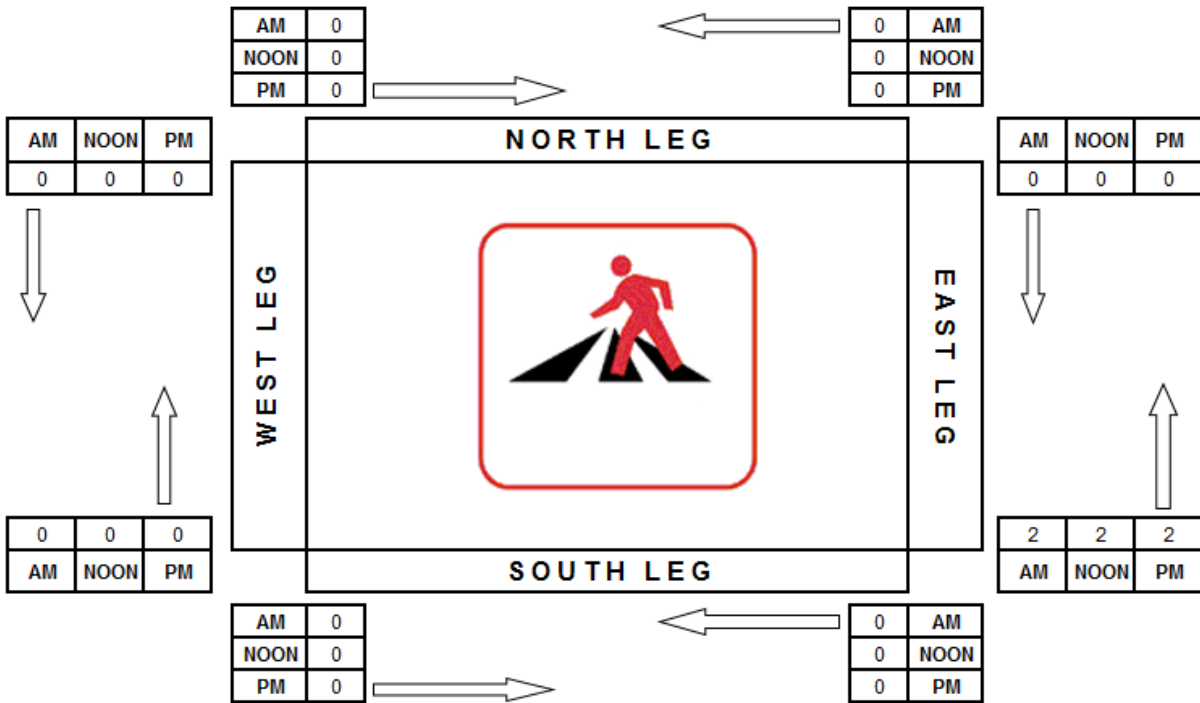 AM 0 0 AM
NOON 0 0 NOON
PM 0 0 PM
AM NOON PM NORTH LEG AM NOON PM
0 0 0 0 0 0
WEST LEG
EAST LEG
0 0 0 2 2 2
AM NOON PM SOUTH LEG AM NOON PM
AM 0 0 AM
NOON 0 0 NOON
PM 0 0 PM